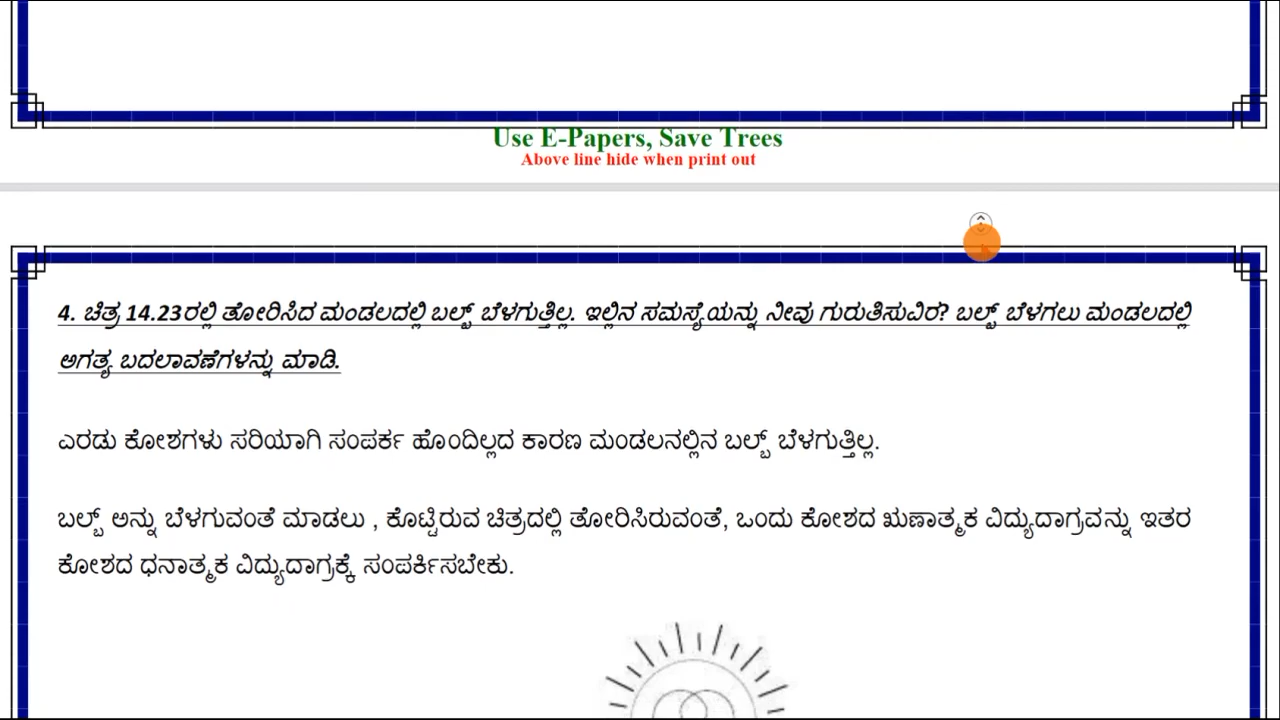 Use E-Papers, Save Trees
Above line hide when print out
4. ಚಿತ್ರ 14.23ರಲ್ಲಿ ತೋರಿಸಿದ ಮಂಡಲದಲ್ಲಿ ಬಲ್ಬ್ ಬೆಳಗುತ್ತಿಲ್ಲ. ಇಲ್ಲಿನ ಸಮಸ್ಯೆಯನ್ನು ನೀವು ಗುರುತಿಸುವಿರ? ಬಲ್ಬ್ ಬೆಳಗಲು ಮಂಡಲದಲ್ಲಿ
ಅಗತ್ಯ ಬದಲಾವಣೆಗಳನ್ನು ಮಾಡಿ.
ಎರಡು ಕೋಶಗಳು ಸರಿಯಾಗಿ ಸಂಪರ್ಕ ಹೊಂದಿಲ್ಲದ ಕಾರಣ ಮಂಡಲನಲ್ಲಿನ ಬಲ್ಬ್ ಬೆಳಗುತ್ತಿಲ್ಲ.
ಬಲ್ಬ್ ಅನ್ನು ಬೆಳಗುವಂತೆ ಮಾಡಲು , ಕೊಟ್ಟಿರುವ ಚಿತ್ರದಲ್ಲಿ ತೋರಿಸಿರುವಂತೆ, ಒಂದು ಕೋಶದ ಋಣಾತ್ಮಕ ವಿದ್ಯುದಾಗ್ರವನ್ನು ಇತರ
ಕೋಶದ ಧನಾತ್ಮಕ ವಿದ್ಯುದಾಗ್ರಕ್ಕೆ ಸಂಪರ್ಕಿಸಬೇಕು.